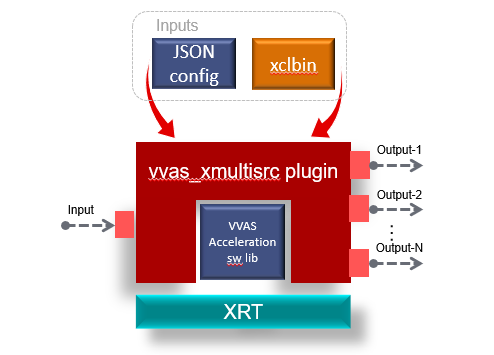 Inputs
JSON
config
xclbin
vvas_xmultisrc plugin
Output-1
Output-2
⋮
Output-N
Input
VVAS
Acceleration
sw lib
XRT